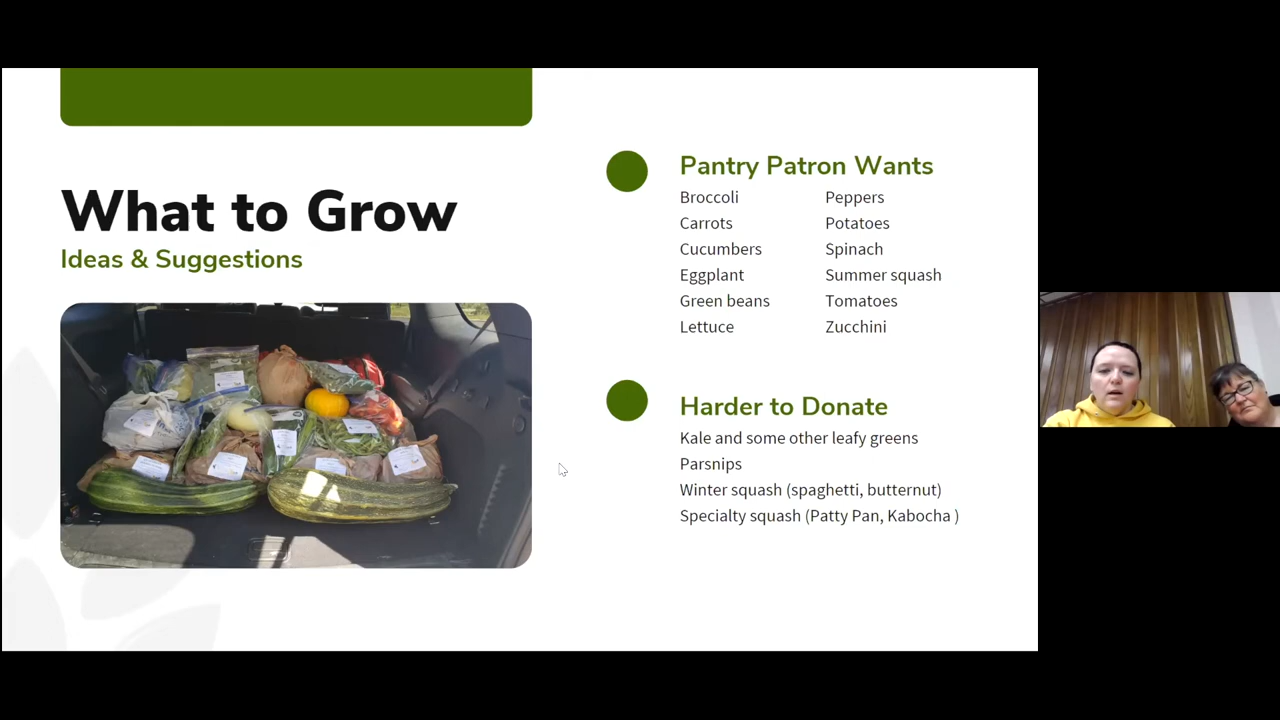 What to Grow
Ideas & Suggestions
Pantry Patron Wants
Broccoli
Carrots
Cucumbers
Eggplant
Green beans
Lettuce
Peppers
Potatoes
Spinach
Summer squash
Tomatoes
Zucchini
Harder to Donate
Kale and some other leafy greens
Parsnips
Winter squash (spaghetti, butternut)
Specialty squash (Patty Pan, Kabocha )